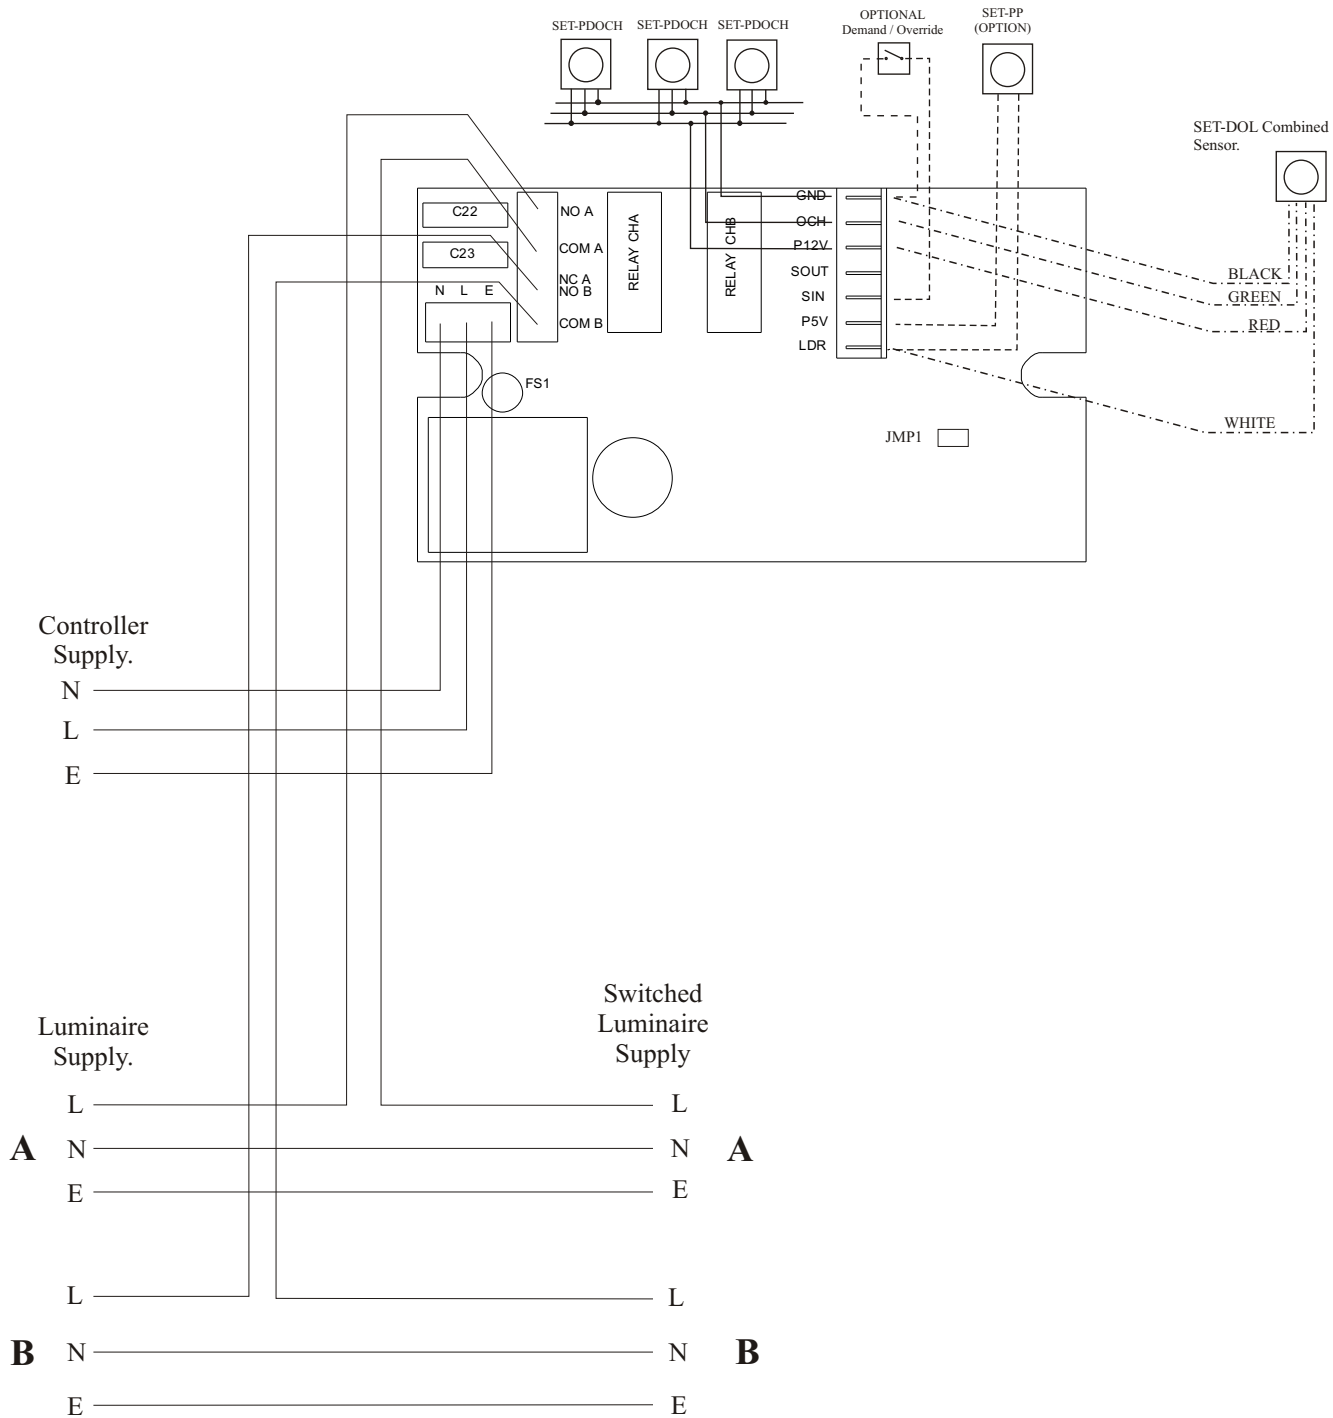 SET-PDOCH SET-PDOCH SET-PDOCH
OPTIONAL
Demand / Override
SET-PP
(OPTION)
SET-DOL Combined
Sensor.
C22
C23
N L E
NO A
COM A
NC A
NO B
COM B
RELAY CHA
RELAY CHB
GND
OCH
P12V
SOUT
SIN
P5V
LDR
BLACK
GREEN
RED
WHITE
FS1
JMP1
Controller
Supply.
N
L
E
Luminaire
Supply.
Switched
Luminaire
Supply
L L
A N N A
E E
L L
B N N B
E E